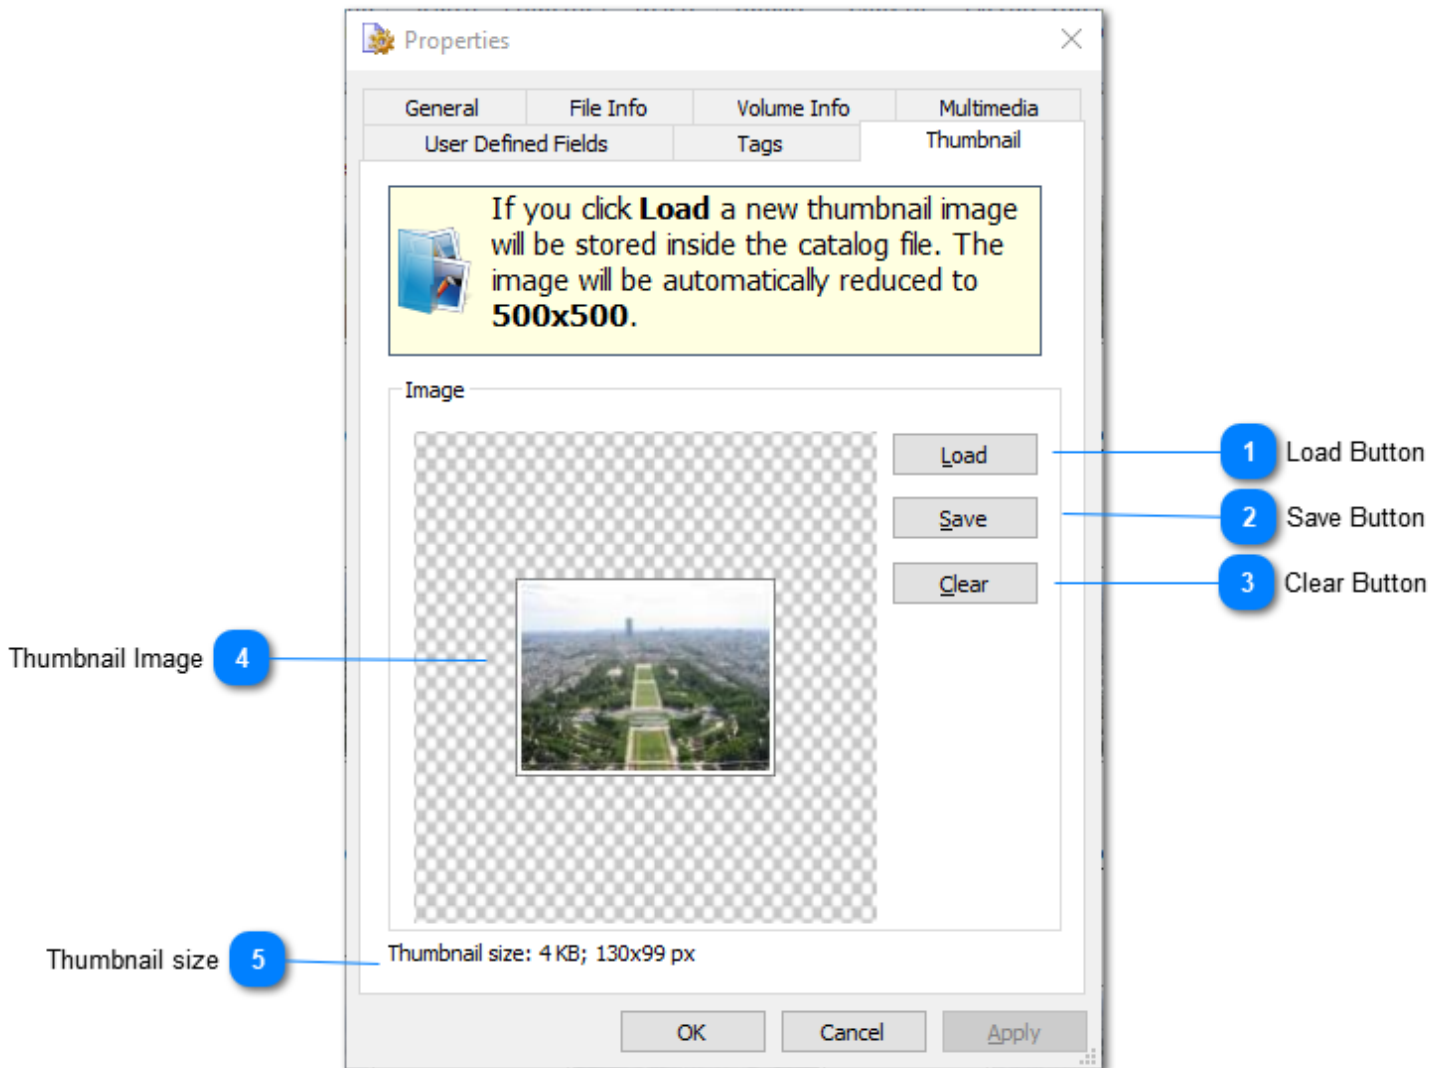 Properties
General File Info Volume Info Multimedia
User Defined Fields Tags Thumbnail
If you click Load a new thumbnail image
will be stored inside the catalog file. The
image will be automatically reduced to
500x500.
Image
Load
1 Load Button
Save
2 Save Button
Clear
3 Clear Button
Thumbnail Image 4
Thumbnail size 5
Thumbnail size: 4 KB; 130x99 px
OK Cancel Apply